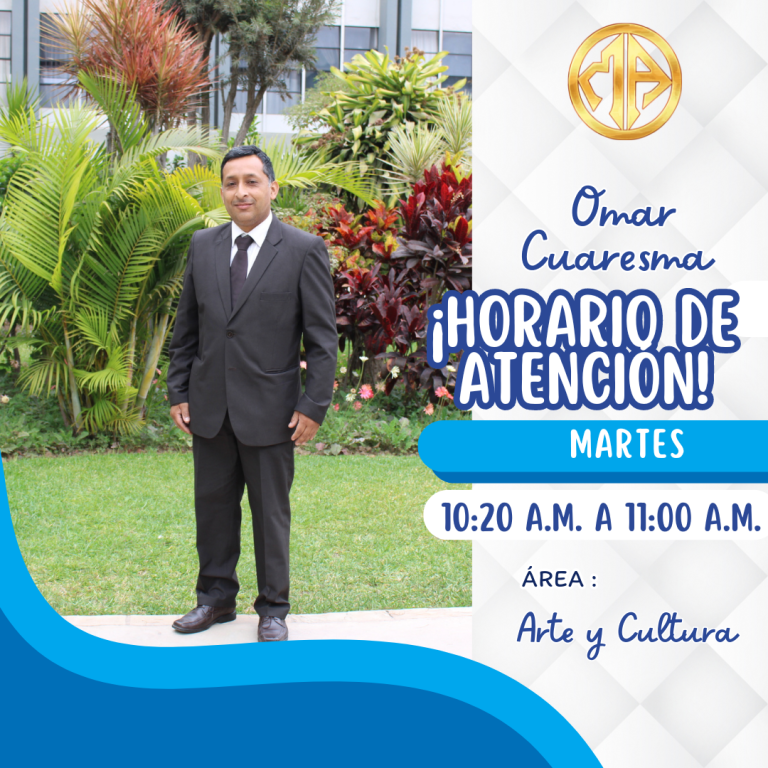 Omar
Cuaresma
¡HORARIO DE
ATENCIÓN!
MARTES
10:20 A.M. A 11:00 A.M.
ÁREA :
Arte y Cultura